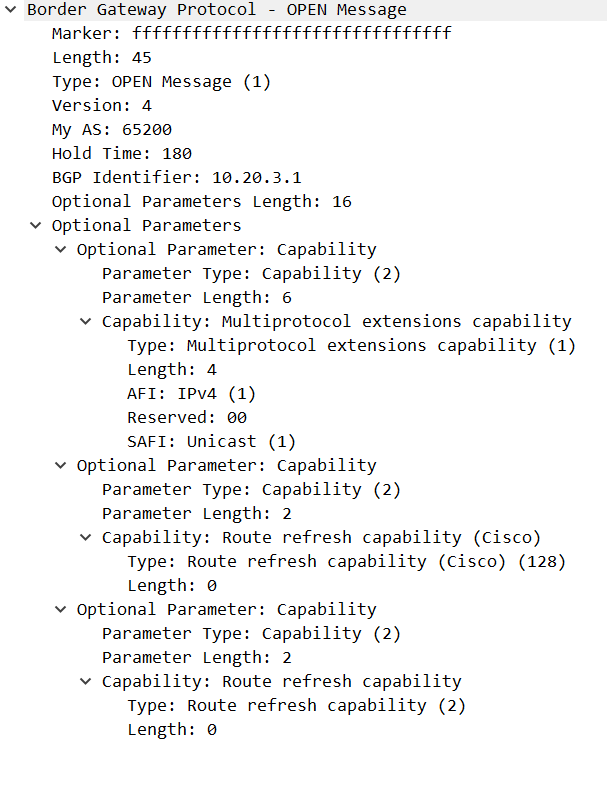 Border Gateway Protocol - OPEN Message
Marker: ffffffffffffffffffffffffffffffff
Length: 45
Type: OPEN Message (1)
Version: 4
My AS: 65200
Hold Time: 180
BGP Identifier: 10.20.3.1
Optional Parameters Length: 16
Optional Parameters
Optional Parameter: Capability
Parameter Type: Capability (2)
Parameter Length: 6
Capability: Multiprotocol extensions capability
Type: Multiprotocol extensions capability (1)
Length: 4
AFI: IPv4 (1)
Reserved: 00
SAFI: Unicast (1)
Optional Parameter: Capability
Parameter Type: Capability (2)
Parameter Length: 2
Capability: Route refresh capability (Cisco)
Type: Route refresh capability (Cisco) (128)
Length: 0
Optional Parameter: Capability
Parameter Type: Capability (2)
Parameter Length: 2
Capability: Route refresh capability
Type: Route refresh capability (2)
Length: 0